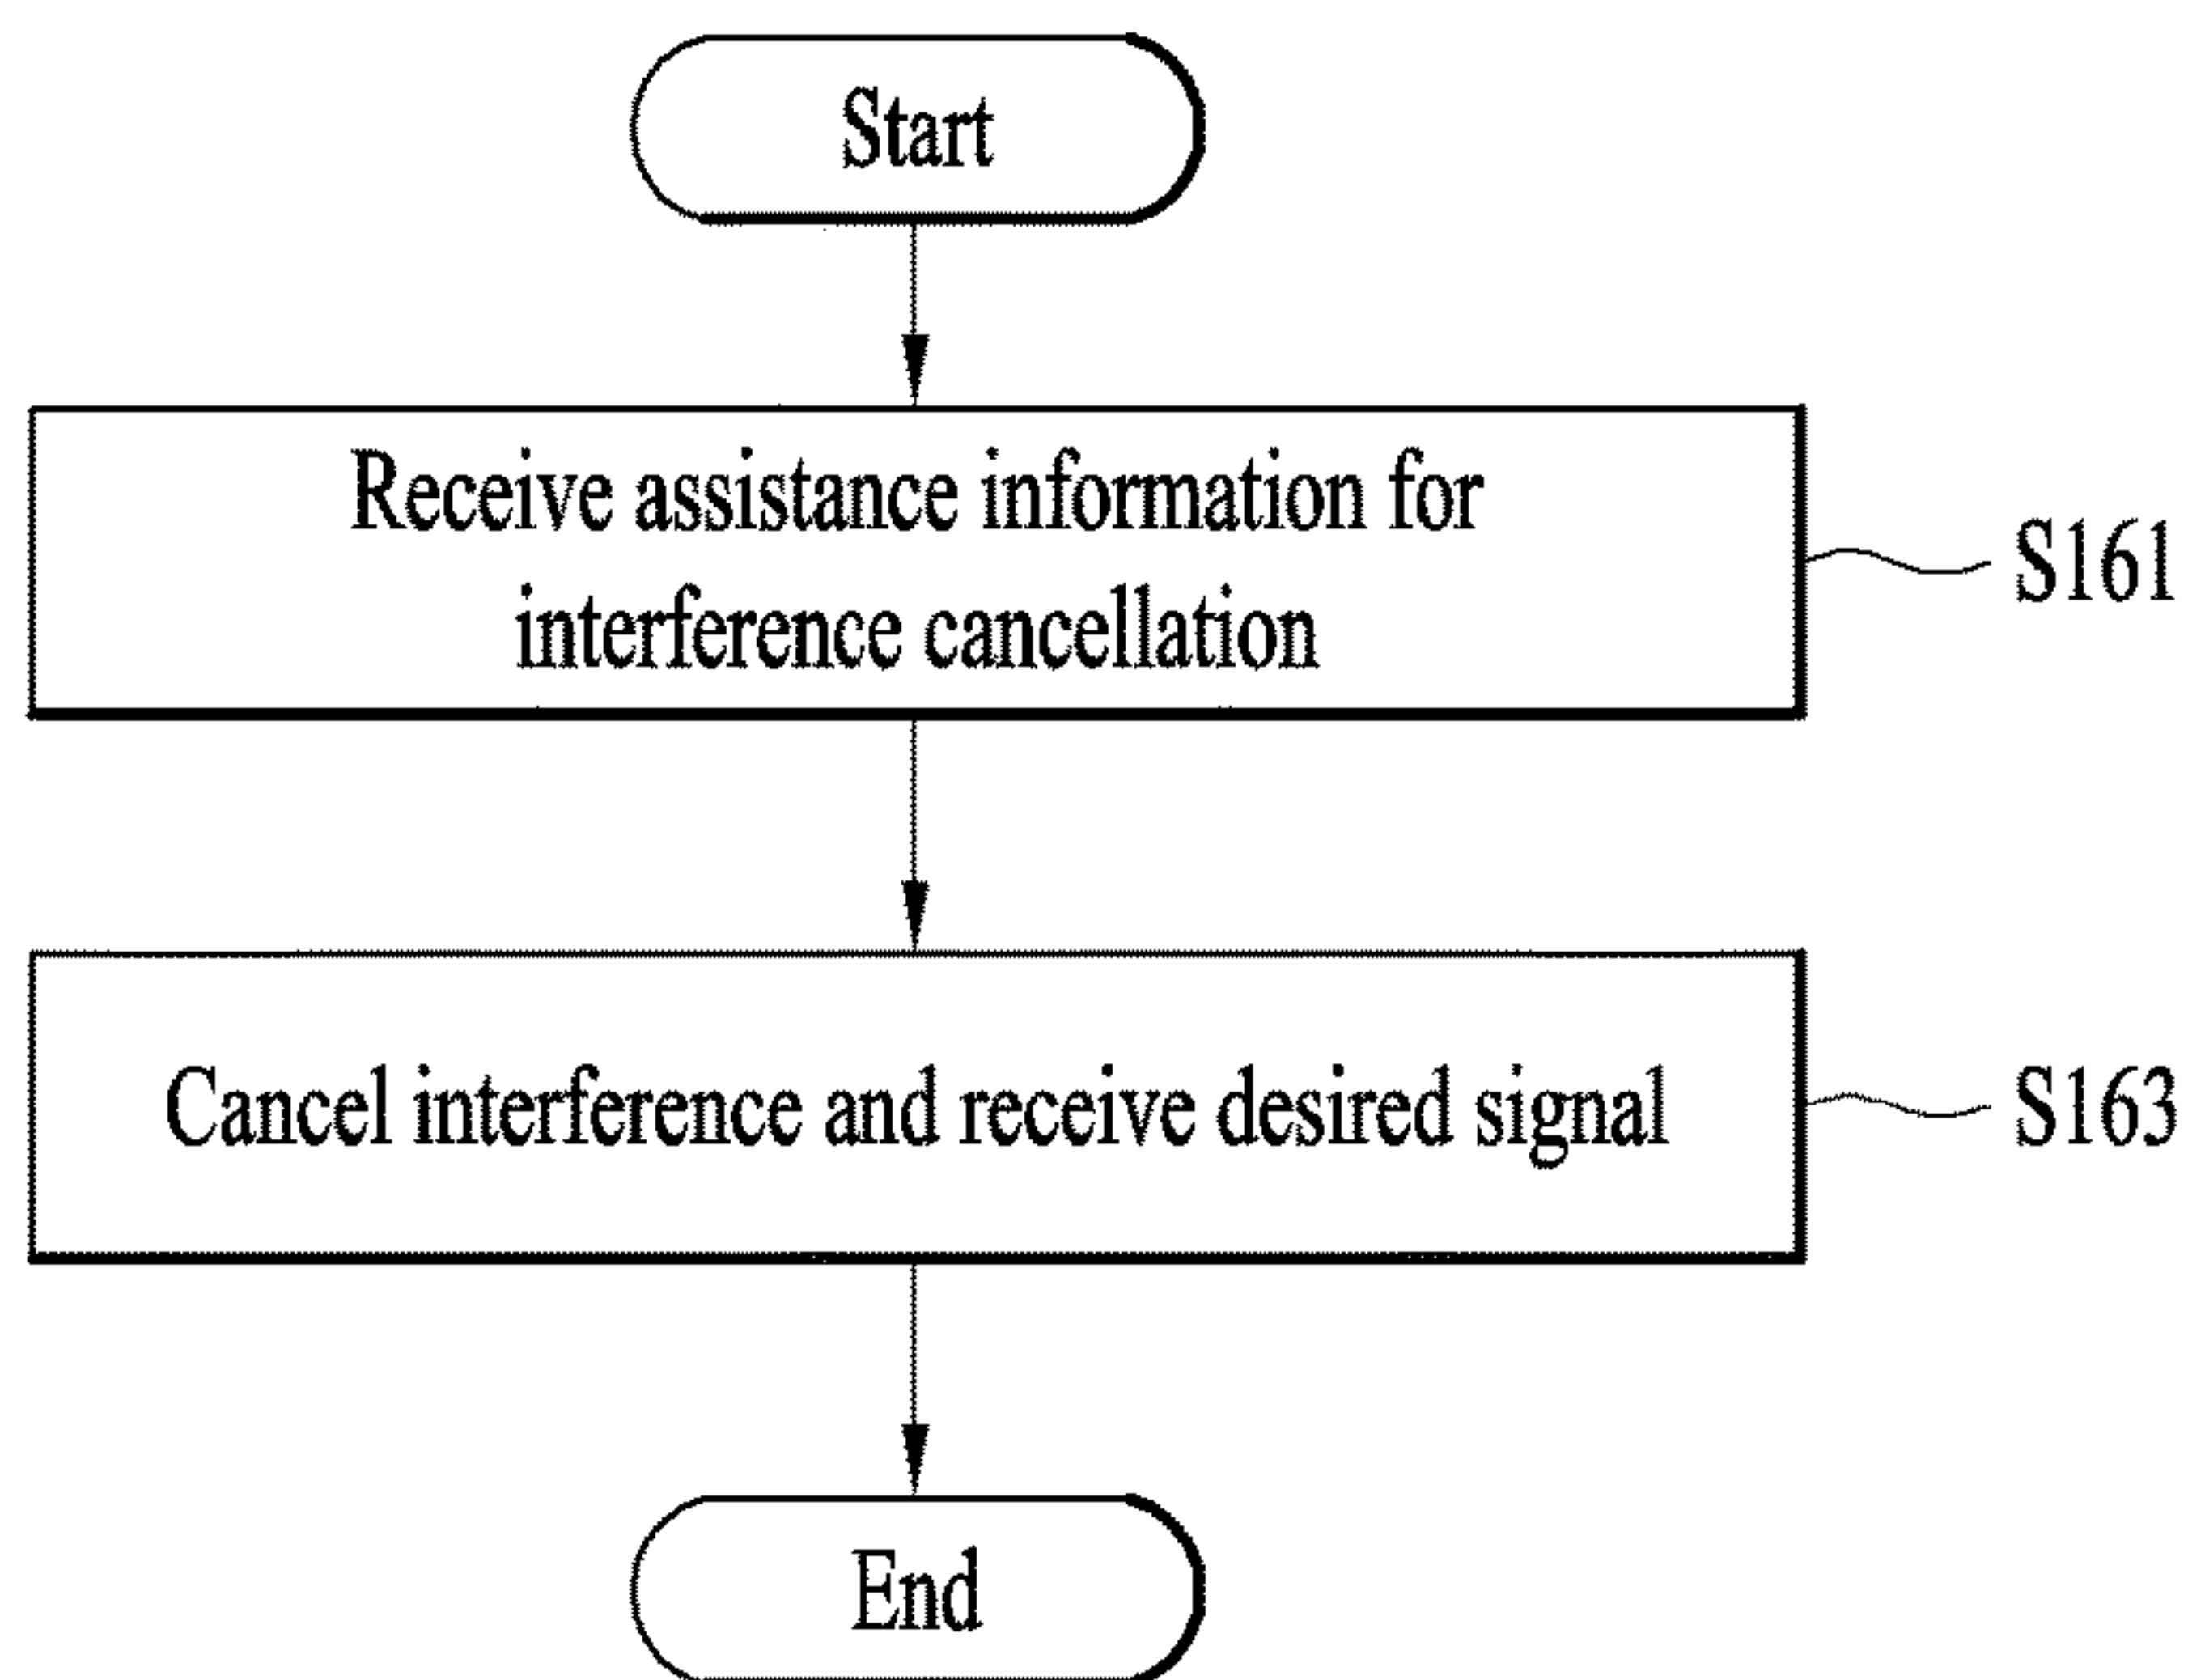 Start
Receive assistance information for
interference cancellation
S161
Cancel interference and receive desired signal
S163
End